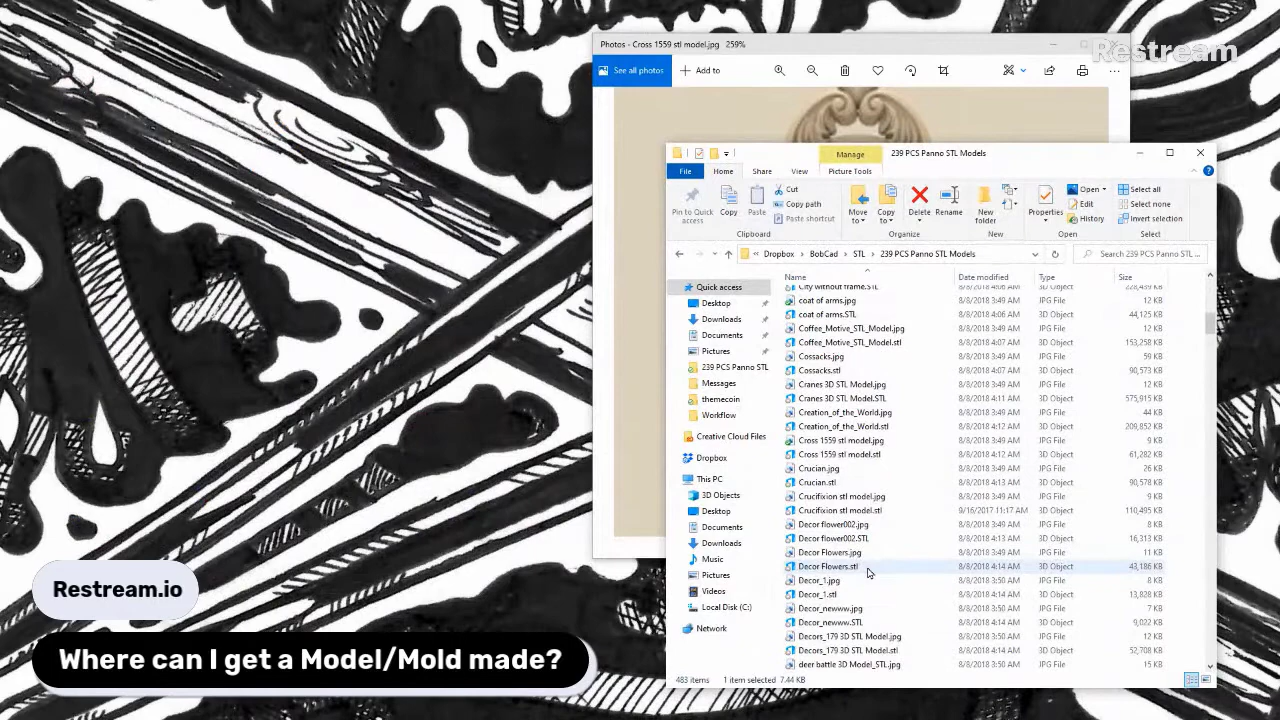 Photos - Cross 1559 stl model.jpg 259%
Restream
See all photos
Add to
239 PCS Panno STL Models
Manage
File
Home
Share
View
Picture Tools
Pin to Quick access
Copy
Paste
Cut
Copy path
Paste shortcut
Clipboard
Move to
Copy to
Delete
Rename
Organize
New folder
New
Properties
Open
Edit
History
Open
Select all
Select none
Invert selection
Select
Dropbox
BobCad
STL
239 PCS Panno STL Models
Search 239 PCS Panno STL ...
Name
Date modified
Type
Size
Quick access
Desktop
Downloads
Documents
Pictures
239 PCS Panno STL
Messages
themecoin
Workflow
Creative Cloud Files
Dropbox
This PC
3D Objects
Desktop
Documents
Downloads
Music
Pictures
Videos
Local Disk (C:)
Network
City without frame.STL 8/8/2018 4:06 AM 3D Object 228,499 KB
coat of arms.jpg 8/8/2018 3:49 AM JPG File 12 KB
coat of arms.STL 8/8/2018 4:06 AM 3D Object 44,125 KB
Coffee_Motive_STL_Model.jpg 8/8/2018 3:49 AM JPG File 12 KB
Coffee_Motive_STL_Model.stl 8/8/2018 4:07 AM 3D Object 153,258 KB
Cossacks.jpg 8/8/2018 3:49 AM JPG File 59 KB
Cossacks.stl 8/8/2018 4:07 AM 3D Object 90,573 KB
Cranes 3D STL Model.jpg 8/8/2018 3:49 AM JPG File 12 KB
Cranes 3D STL Model.STL 8/8/2018 4:11 AM 3D Object 575,915 KB
Creation_of_the_World.jpg 8/8/2018 3:49 AM JPG File 44 KB
Creation_of_the_World.stl 8/8/2018 4:12 AM 3D Object 209,852 KB
Cross 1559 stl model.jpg 8/8/2018 3:49 AM JPG File 9 KB
Cross 1559 stl model.stl 8/8/2018 4:12 AM 3D Object 61,282 KB
Crucian.jpg 8/8/2018 3:49 AM JPG File 26 KB
Crucian.stl 8/8/2018 4:13 AM 3D Object 90,578 KB
Crucifixion stl model.jpg 8/8/2018 3:49 AM JPG File 9 KB
Crucifixion stl model.stl 9/16/2017 11:17 AM 3D Object 110,495 KB
Decor flower002.jpg 8/8/2018 3:49 AM JPG File 8 KB
Decor flower002.STL 8/8/2018 4:13 AM 3D Object 16,313 KB
Decor Flowers.jpg 8/8/2018 3:49 AM JPG File 11 KB
Decor Flowers.stl 8/8/2018 4:14 AM 3D Object 43,186 KB
Decor_1.jpg 8/8/2018 3:50 AM JPG File 8 KB
Decor_1.stl 8/8/2018 4:14 AM 3D Object 13,828 KB
Decor_newww.jpg 8/8/2018 3:50 AM JPG File 7 KB
Decor_newww.STL 8/8/2018 4:14 AM 3D Object 9,022 KB
Decors_179 3D STL Model.jpg 8/8/2018 3:50 AM JPG File 12 KB
Decors_179 3D STL Model.stl 8/8/2018 4:14 AM 3D Object 52,708 KB
deer battle 3D Model_STL.jpg 8/8/2018 3:50 AM JPG File 15 KB
483 items
1 item selected 7.44 KB
Restream.io
Where can I get a Model/Mold made?